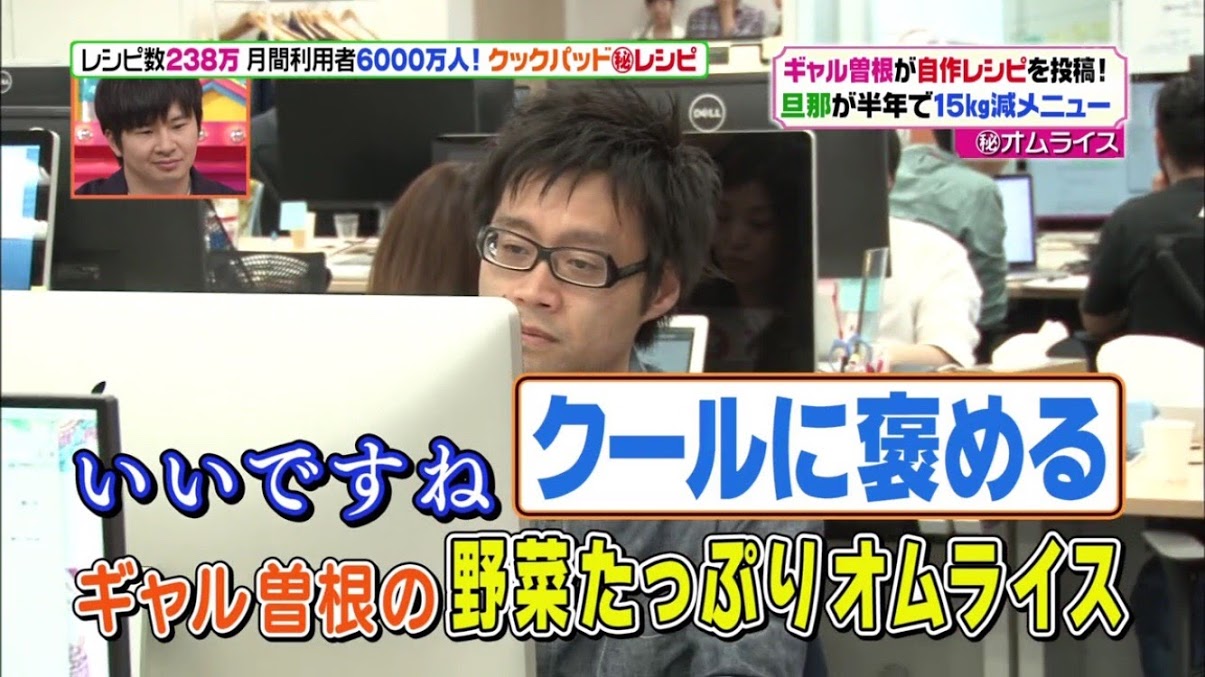 レシピ数238万 月間利用者6000万人! クックパッド㊙レシピ
ギャル曽根が自作レシピを投稿!
旦那が半年で15kg減メニュー
㊙オムライス
DELL
DELL
いいですね
クールに褒める
ギャル曽根の野菜たっぷりオムライス